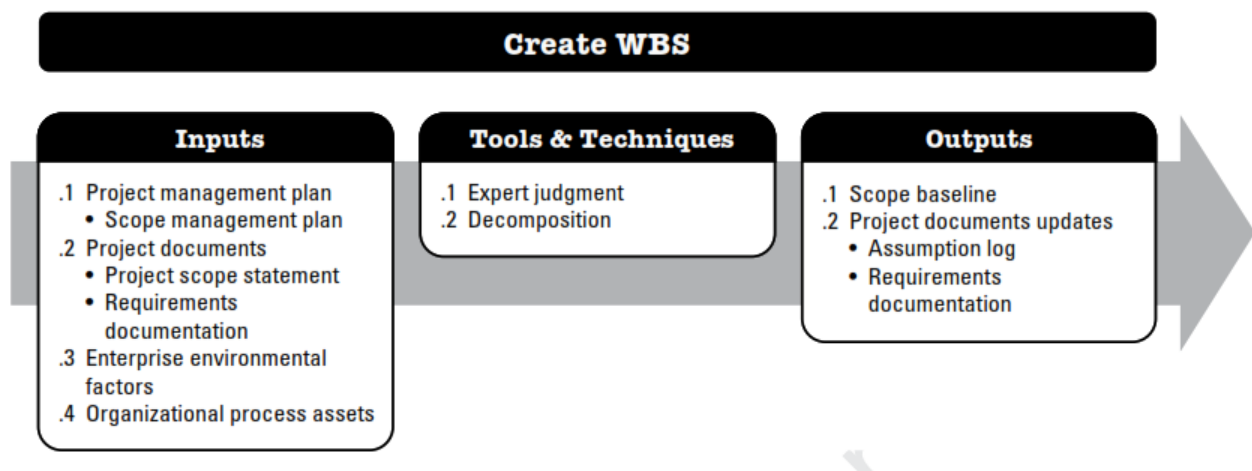 Create WBS
Inputs
.1 Project management plan
• Scope management plan
.2 Project documents
• Project scope statement
• Requirements
documentation
.3 Enterprise environmental
factors
.4 Organizational process assets
Tools & Techniques
.1 Expert judgment
.2 Decomposition
Outputs
.1 Scope baseline
.2 Project documents updates
• Assumption log
• Requirements
documentation